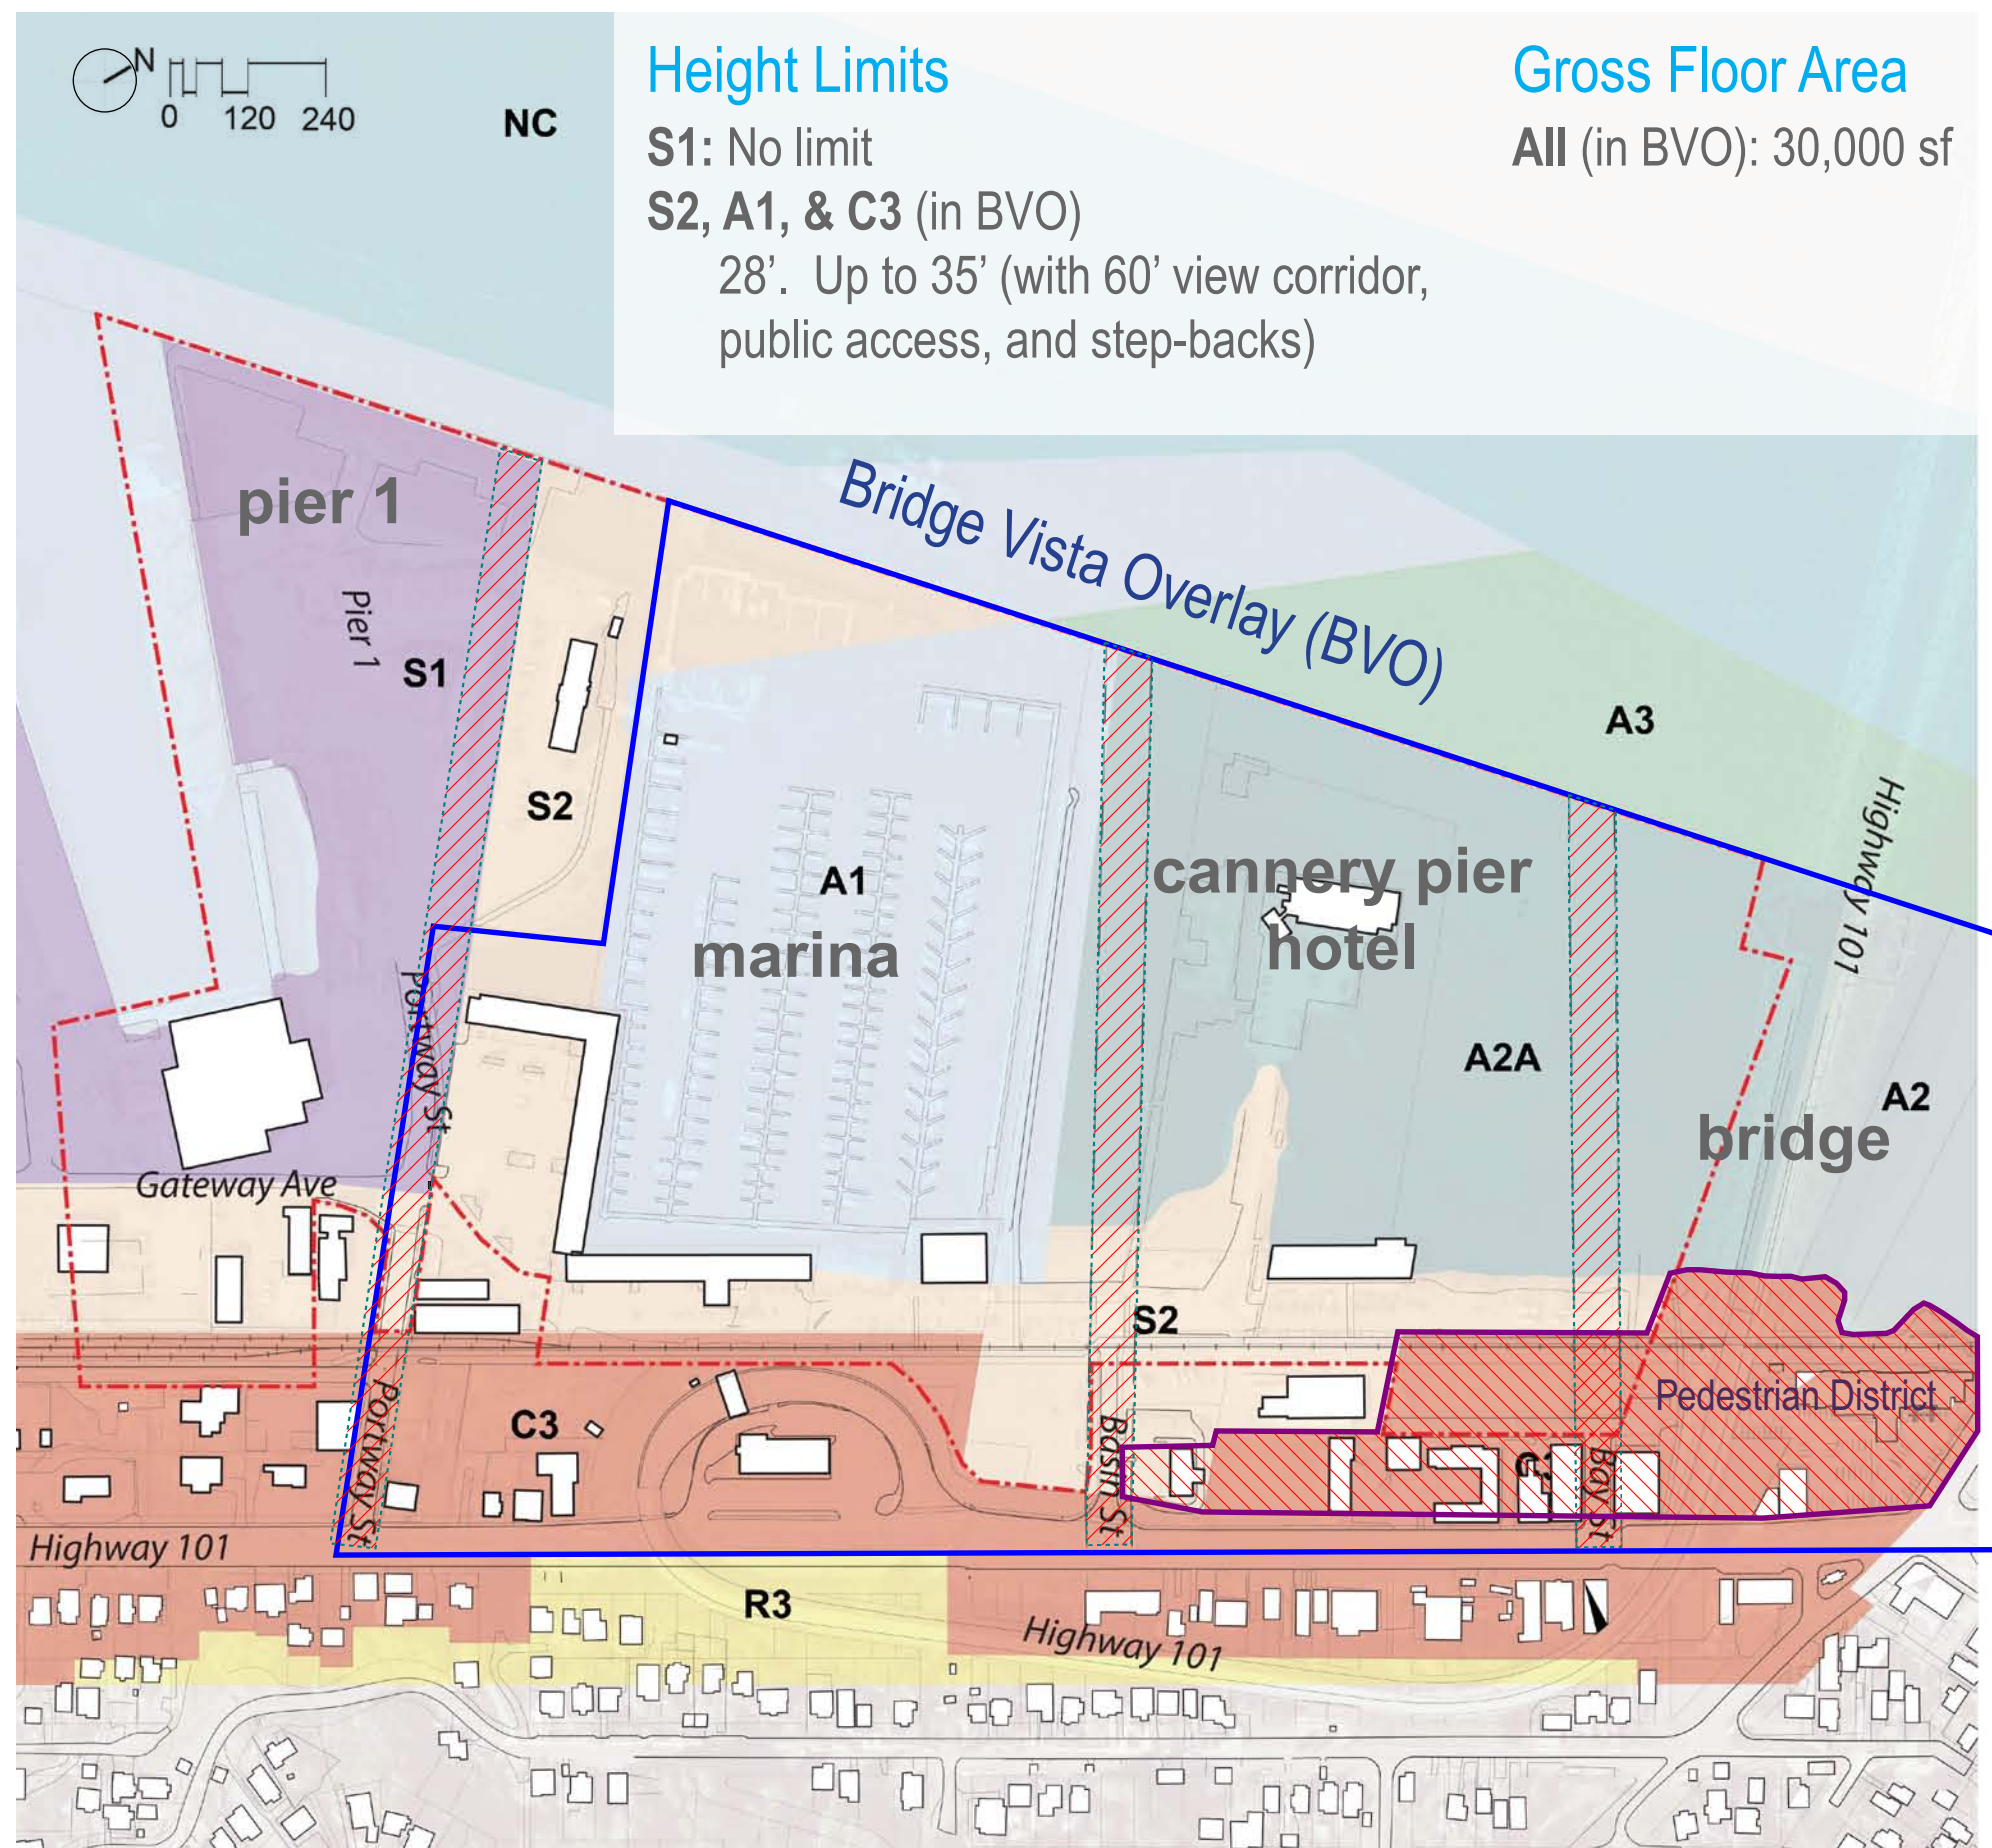 N
0 120 240
NC
Height Limits
S1: No limit
S2, A1, & C3 (in BVO)
28’. Up to 35’ (with 60’ view corridor,
public access, and step-backs)
Gross Floor Area
All (in BVO): 30,000 sf
Bridge Vista Overlay (BVO)
pier 1
Pier 1
S1
S2
A1
marina
cannery pier
hotel
A3
Highway 101
A2A
A2
bridge
Portway St
Gateway Ave
S2
Pedestrian District
C3
Portway St
Basin St
Bay St
Highway 101
R3
Highway 101